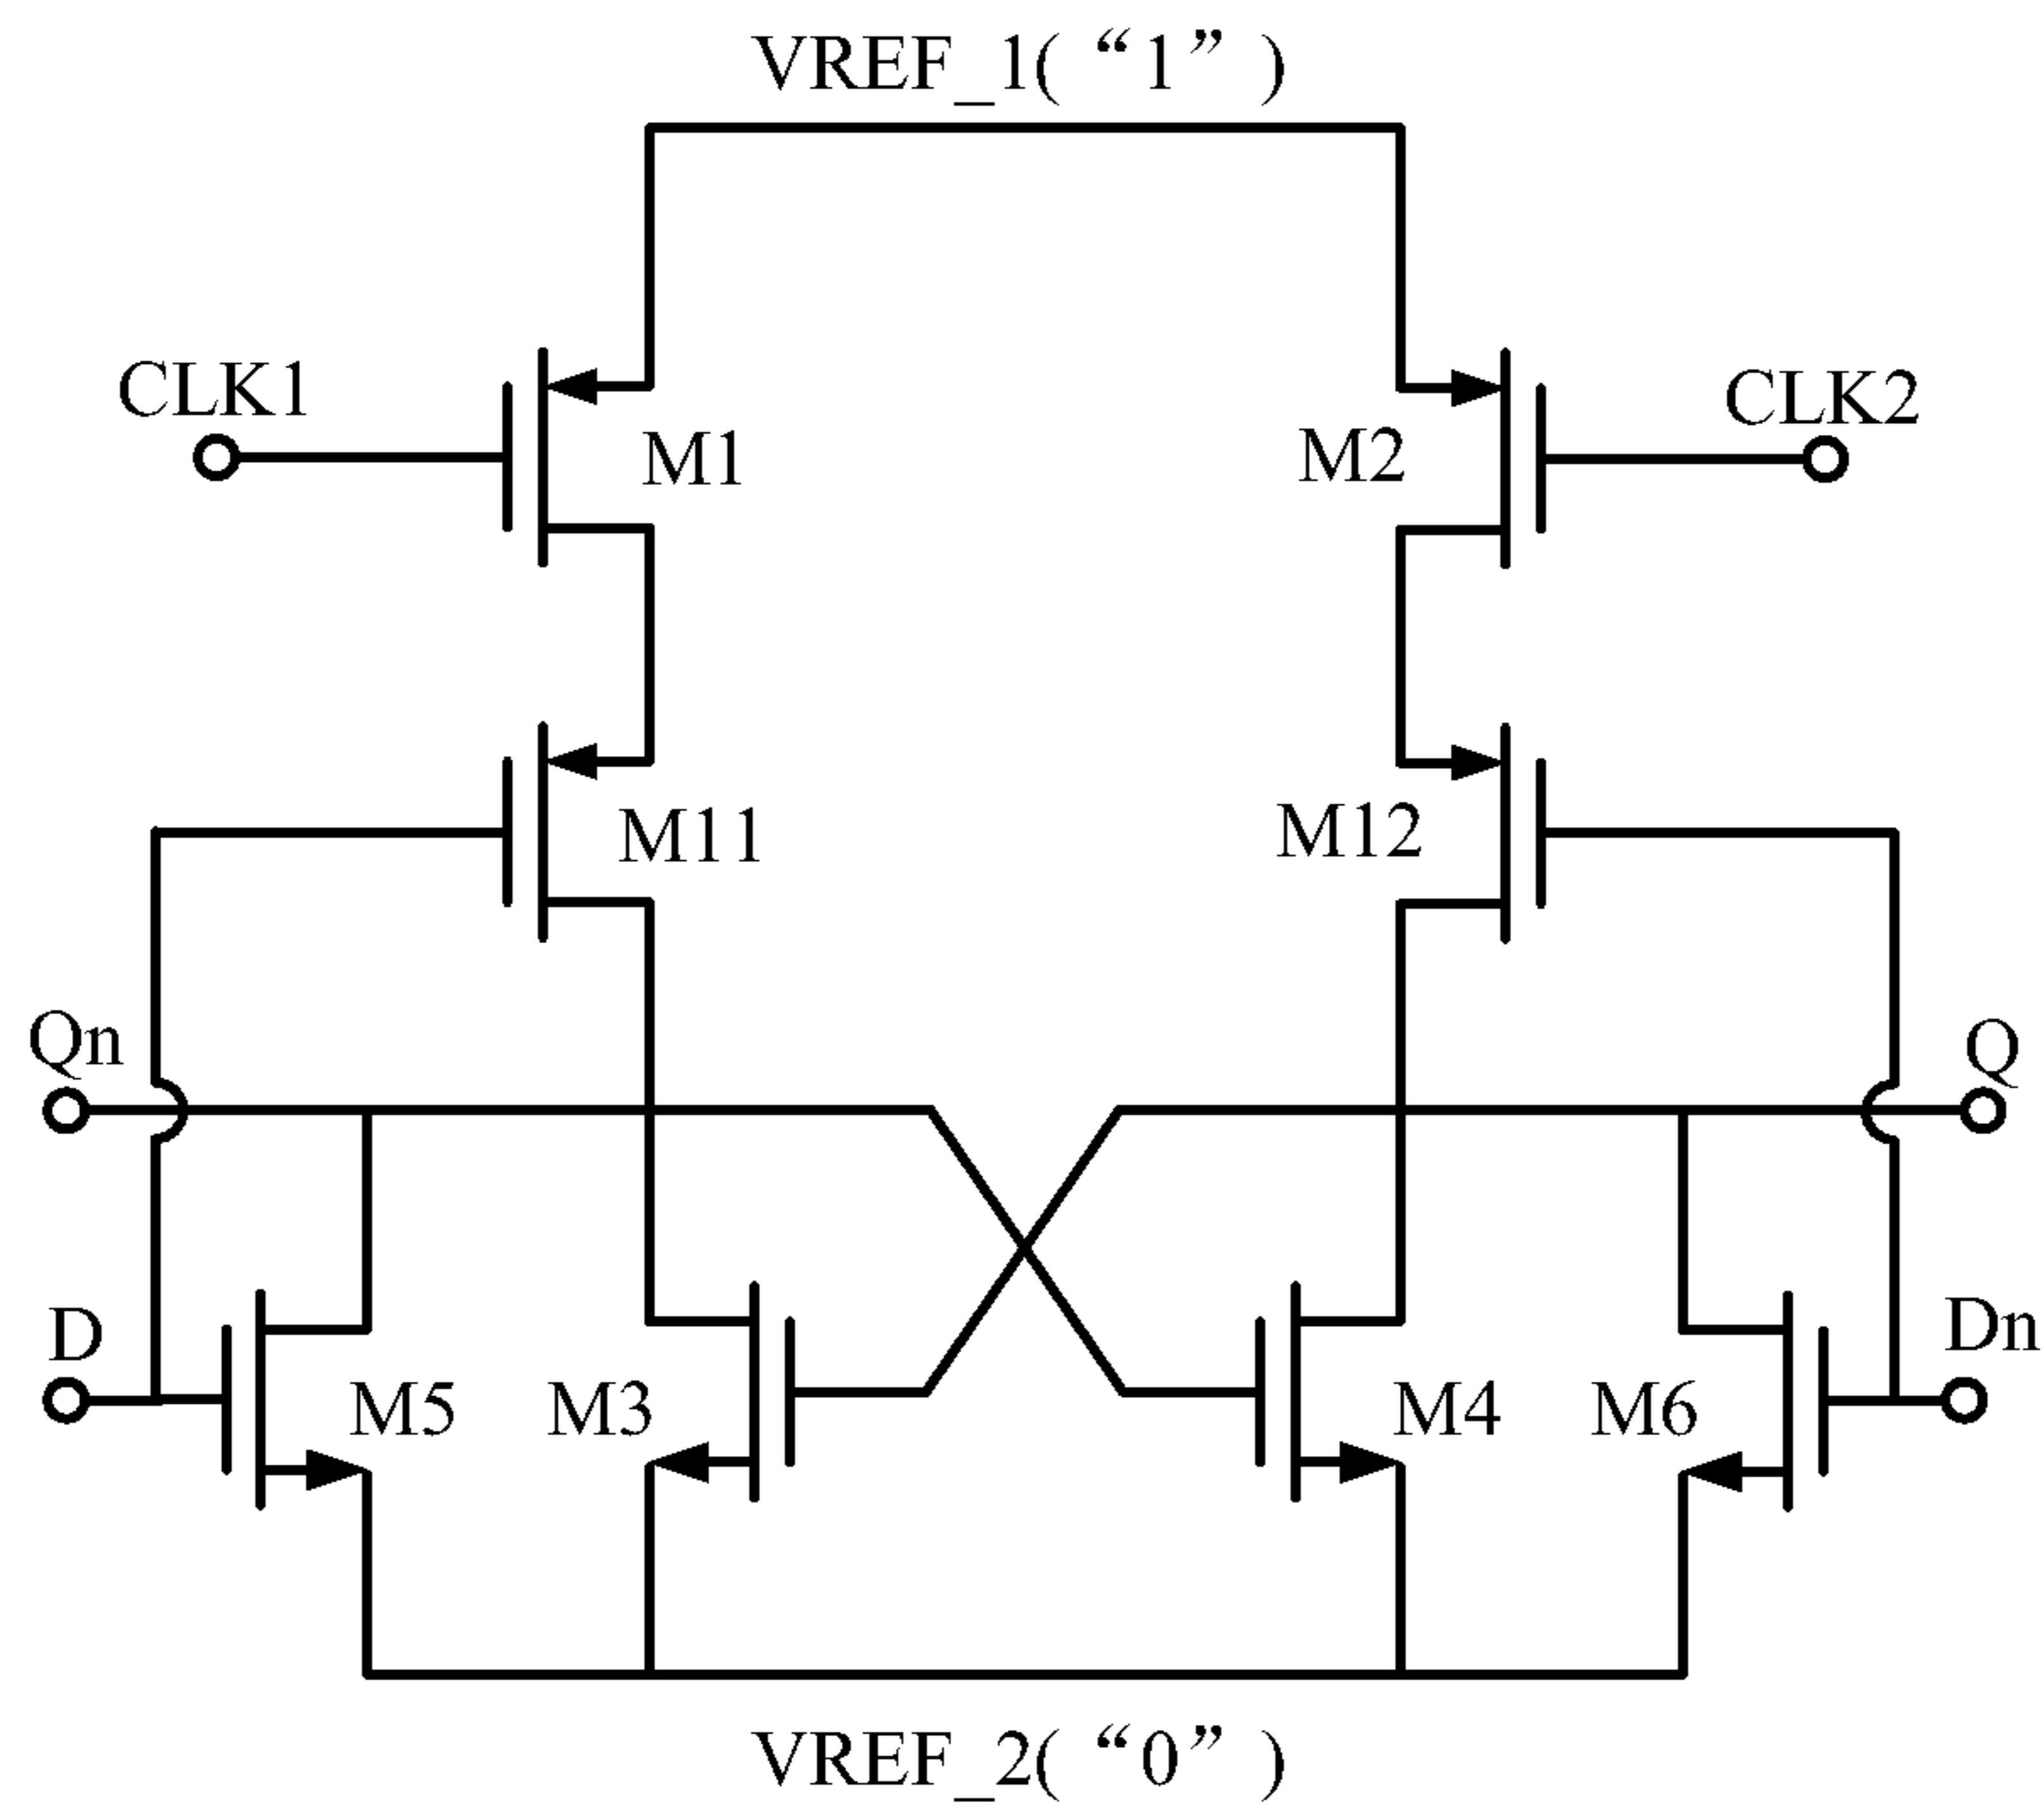 VREF_1(“1”)
CLK1
CLK2
M1
M2
M11
M12
Qn
Q
D
Dn
M5
M3
M4
M6
VREF_2(“0”)